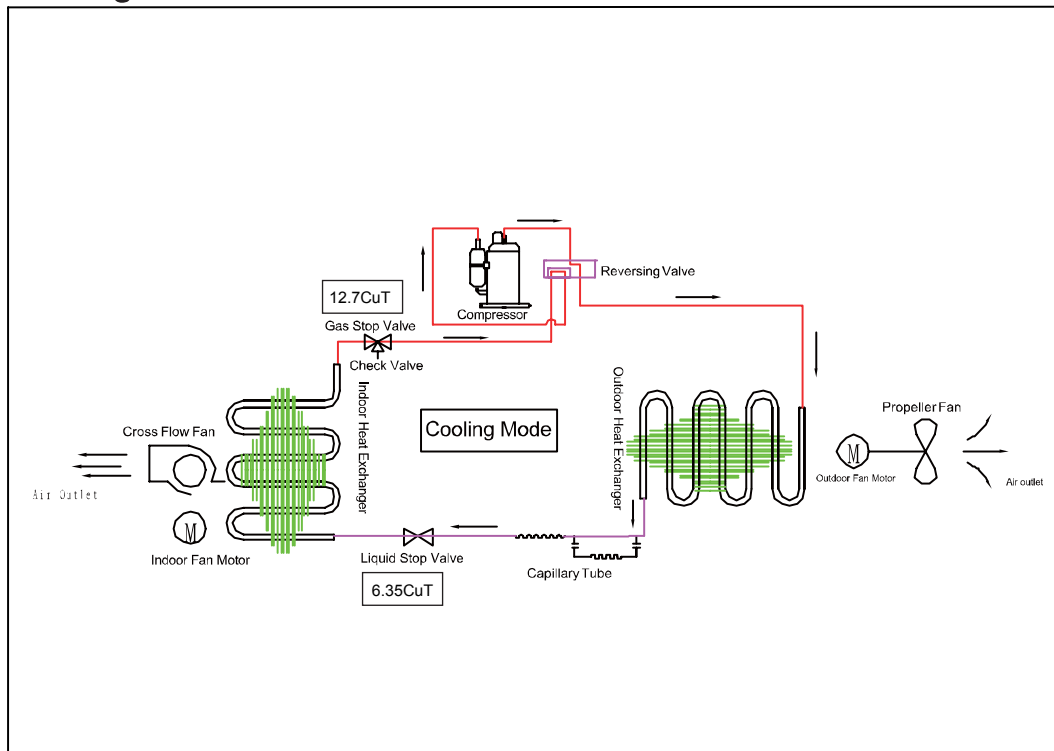 Reversing Valve
12.7CuT
Compressor
Gas Stop Valve
Check Valve
Indoor Heat Exchanger
Outdoor Heat Exchanger
Cooling Mode
Cross Flow Fan
Propeller Fan
M
Outdoor Fan Motor
Air outlet
Air Outlet
M
Indoor Fan Motor
Liquid Stop Valve
Capillary Tube
6.35CuT